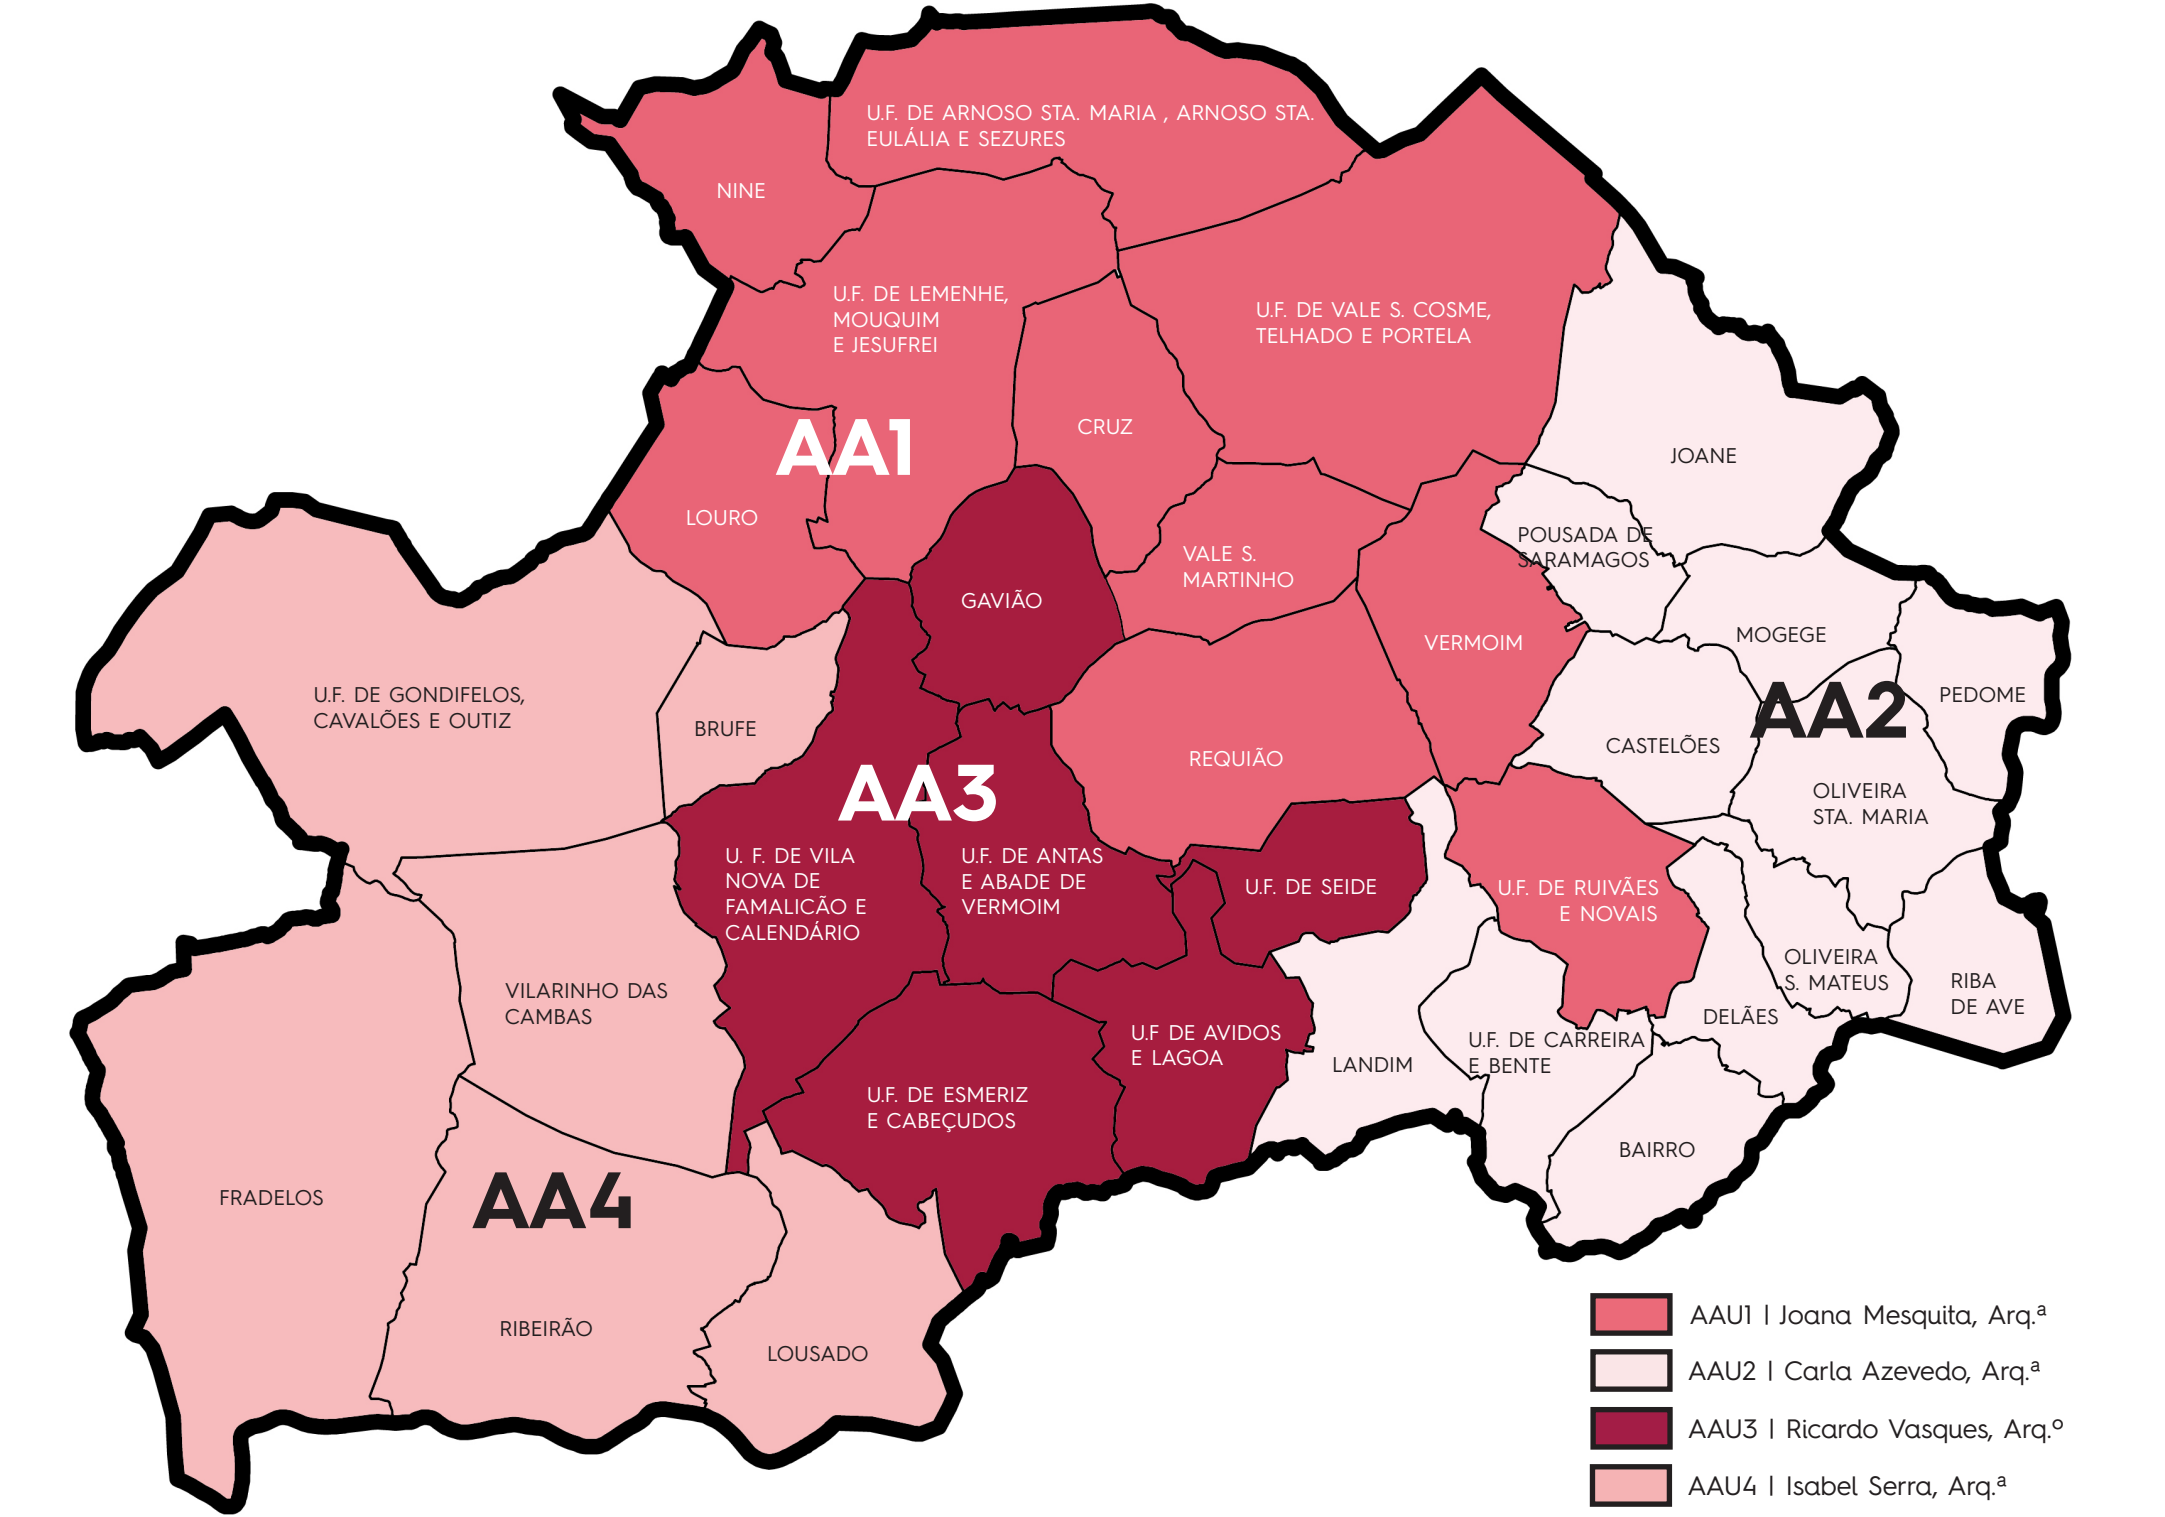 U.F. DE ARNOSO STA. MARIA , ARNOSO STA.
EULÁLIA E SEZURES
NINE
U.F. DE LEMENHE,
MOUQUIM
E JESUFREI
U.F. DE VALE S. COSME,
TELHADO E PORTELA
CRUZ
AA1
LOURO
JOANE
POUSADA DE
SARAMAGOS
VALE S.
MARTINHO
GAVIÃO
VERMOIM
MOGEGE
U.F. DE GONDIFELOS,
CAVALÕES E OUTIZ
BRUFE
PEDOME
AA2
CASTELÕES
REQUIÃO
OLIVEIRA
STA. MARIA
AA3
U. F. DE VILA
NOVA DE
FAMALICÃO E
CALENDÁRIO
U.F. DE ANTAS
E ABADE DE
VERMOIM
U.F. DE SEIDE
U.F. DE RUIVÃES
E NOVAIS
OLIVEIRA
S. MATEUS
RIBA
DE AVE
VILARINHO DAS
CAMBAS
DELÃES
U.F DE AVIDOS
E LAGOA
LANDIM
U.F. DE CARREIRA
E BENTE
U.F. DE ESMERIZ
E CABEÇUDOS
BAIRRO
FRADELOS
AA4
RIBEIRÃO
LOUSADO
AAU1 | Joana Mesquita, Arq.ª
AAU2 | Carla Azevedo, Arq.ª
AAU3 | Ricardo Vasques, Arq.º
AAU4 | Isabel Serra, Arq.ª